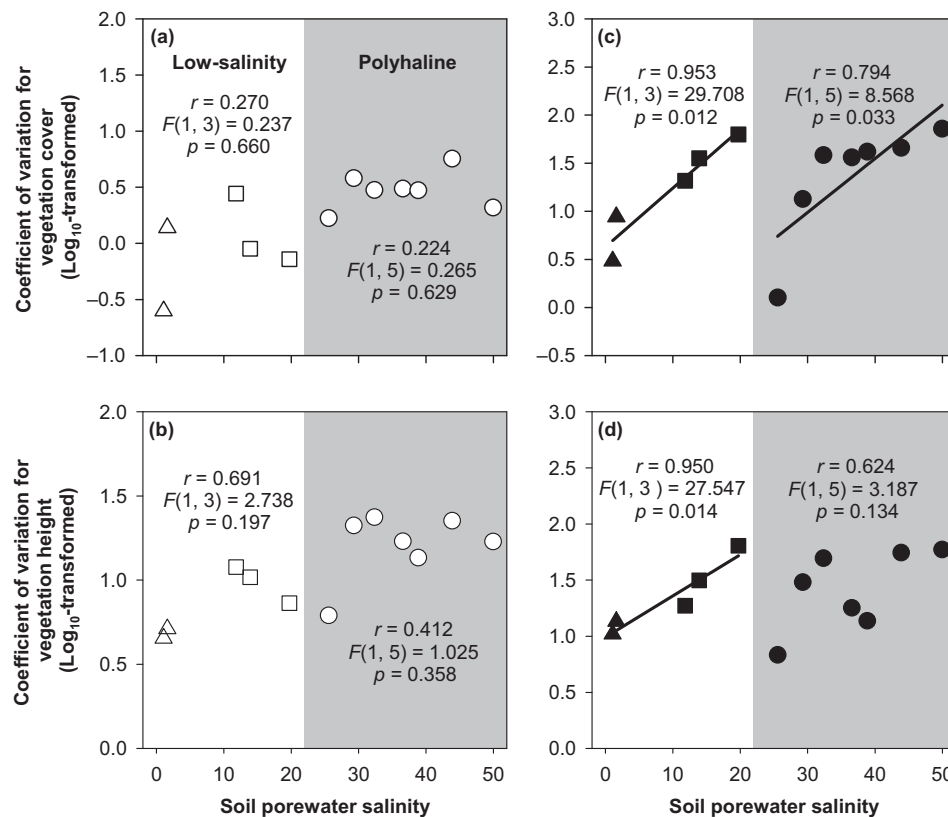 (a)
Low-salinity
Polyhaline
r = 0.270
F(1, 3) = 0.237
p = 0.660
r = 0.224
F(1, 5) = 0.265
p = 0.629
2.0
1.5
1.0
0.5
0.0
–0.5
–1.0
Coefficient of variation for
vegetation cover
(Log10-transformed)
(c)
r = 0.953
F(1, 3) = 29.708
p = 0.012
r = 0.794
F(1, 5) = 8.568
p = 0.033
3.0
2.5
2.0
1.5
1.0
0.5
0.0
–0.5
(b)
r = 0.691
F(1, 3) = 2.738
p = 0.197
r = 0.412
F(1, 5) = 1.025
p = 0.358
2.0
1.5
1.0
0.5
0.0
Coefficient of variation for
vegetation height
(Log10-transformed)
0 10 20 30 40 50
Soil porewater salinity
(d)
r = 0.950
F(1, 3 ) = 27.547
p = 0.014
r = 0.624
F(1, 5) = 3.187
p = 0.134
3.0
2.5
2.0
1.5
1.0
0.5
0.0
0 10 20 30 40 50
Soil porewater salinity